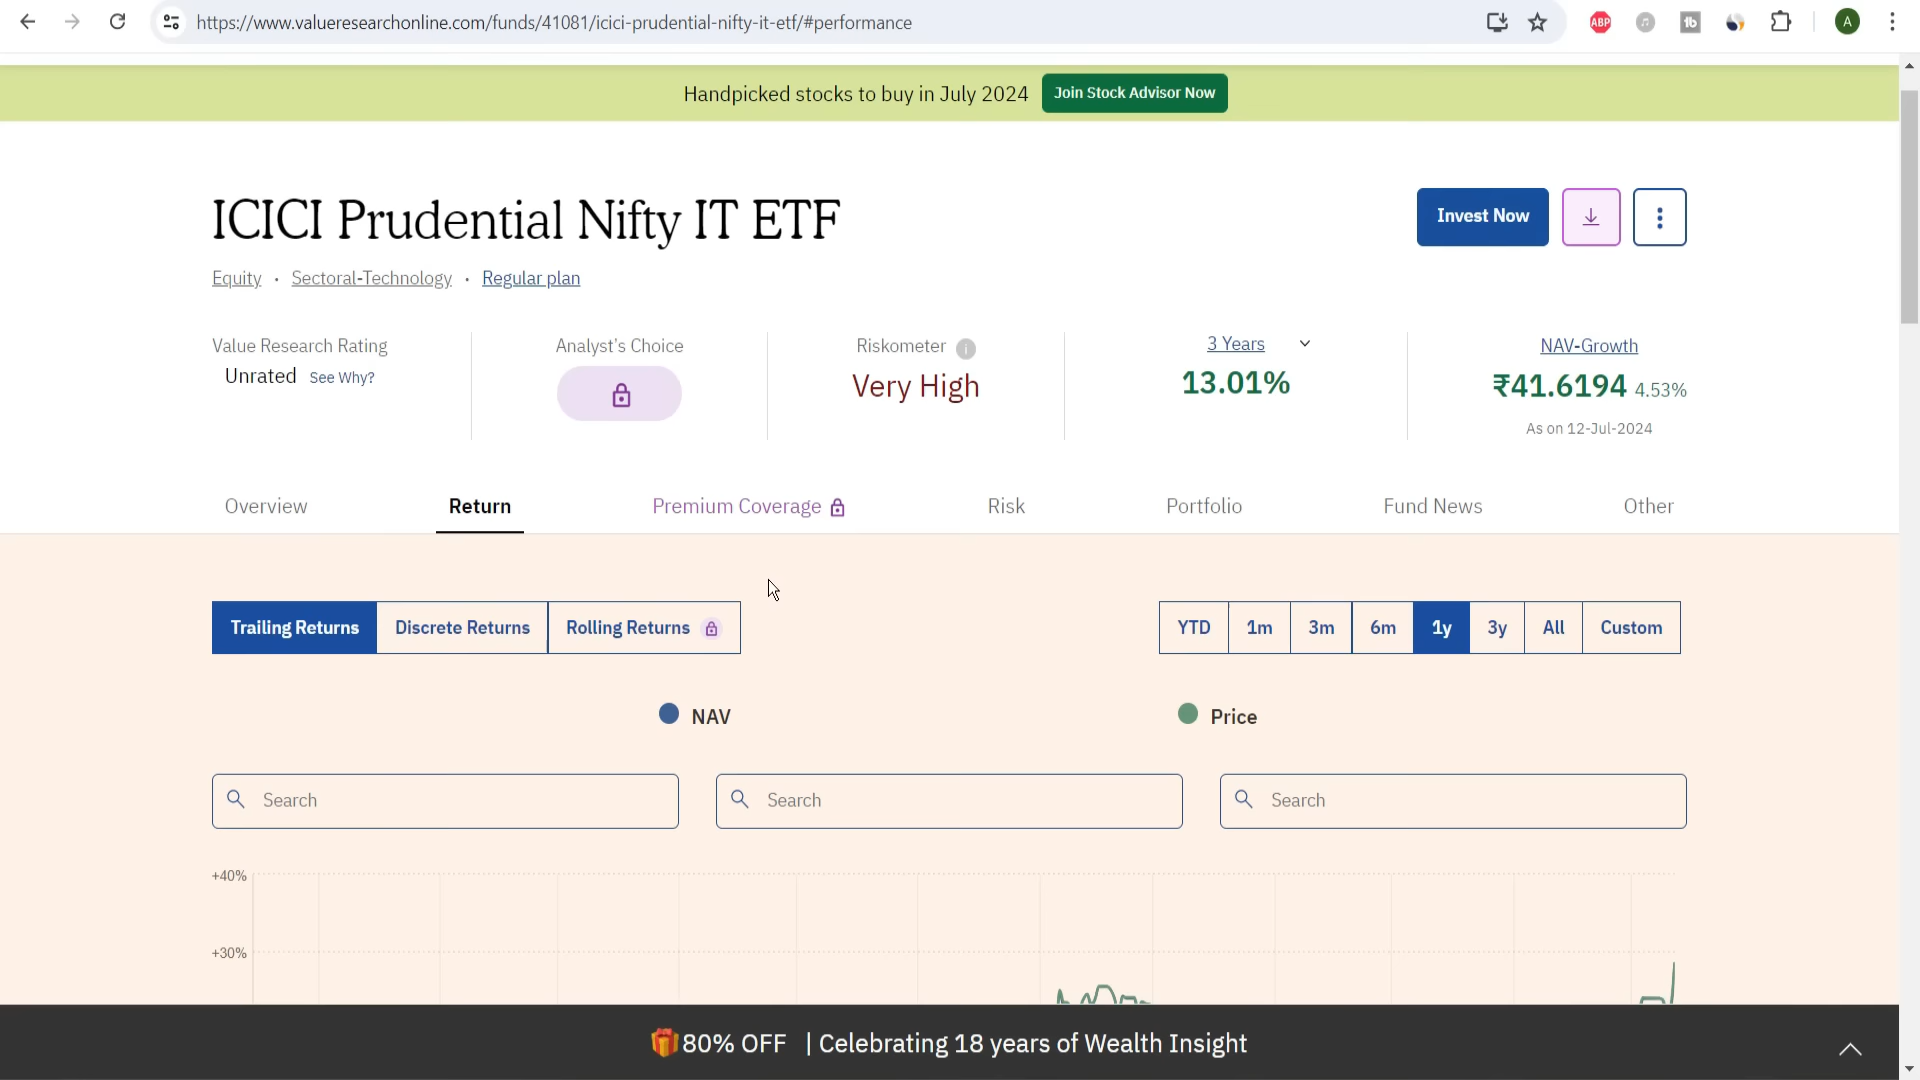 https://www.valueresearchonline.com/funds/41081/icici-prudential-nifty-it-etf/#performance
ABP
tb
A
Handpicked stocks to buy in July 2024 Join Stock Advisor Now
ICICI Prudential Nifty IT ETF
Invest Now
Equity · Sectoral-Technology · Regular plan
Value Research Rating
Unrated See Why?
Analyst's Choice
Riskometer i
Very High
3 Years
13.01%
NAV-Growth
₹41.6194 4.53%
As on 12-Jul-2024
Overview Return Premium Coverage Risk Portfolio Fund News Other
Trailing Returns Discrete Returns Rolling Returns YTD 1m 3m 6m 1y 3y All Custom
NAV Price
Search Search Search
+40%
+30%
80% OFF | Celebrating 18 years of Wealth Insight